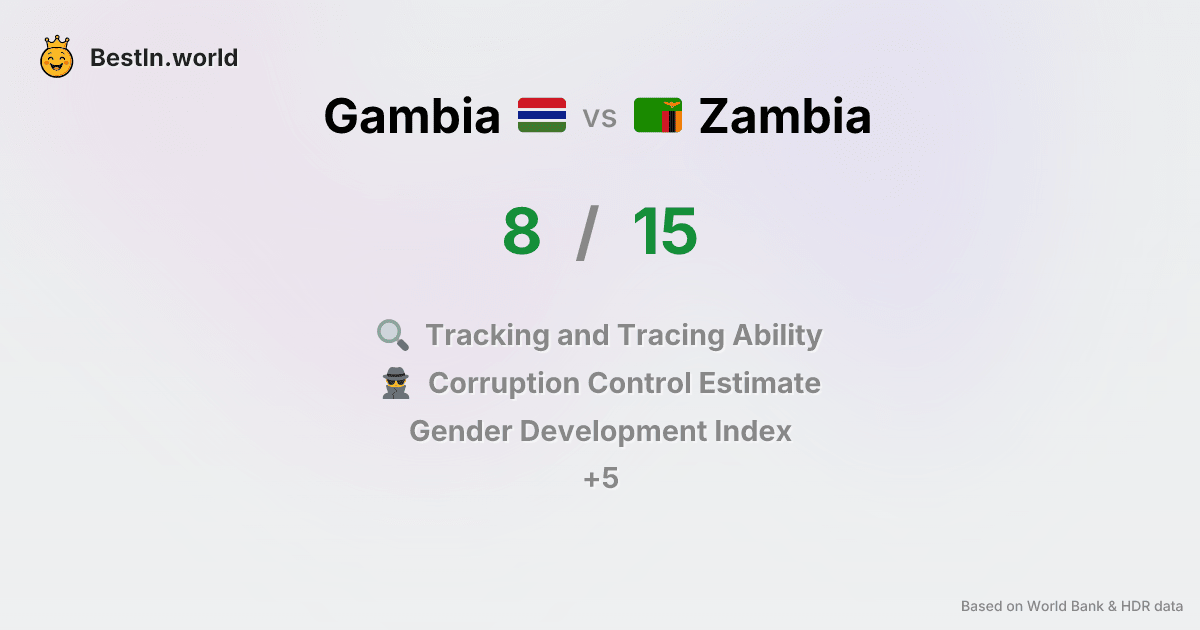 BestIn.world
Gambia vs Zambia
8 / 15
Tracking and Tracing Ability
Corruption Control Estimate
Gender Development Index
+5
Based on World Bank & HDR data